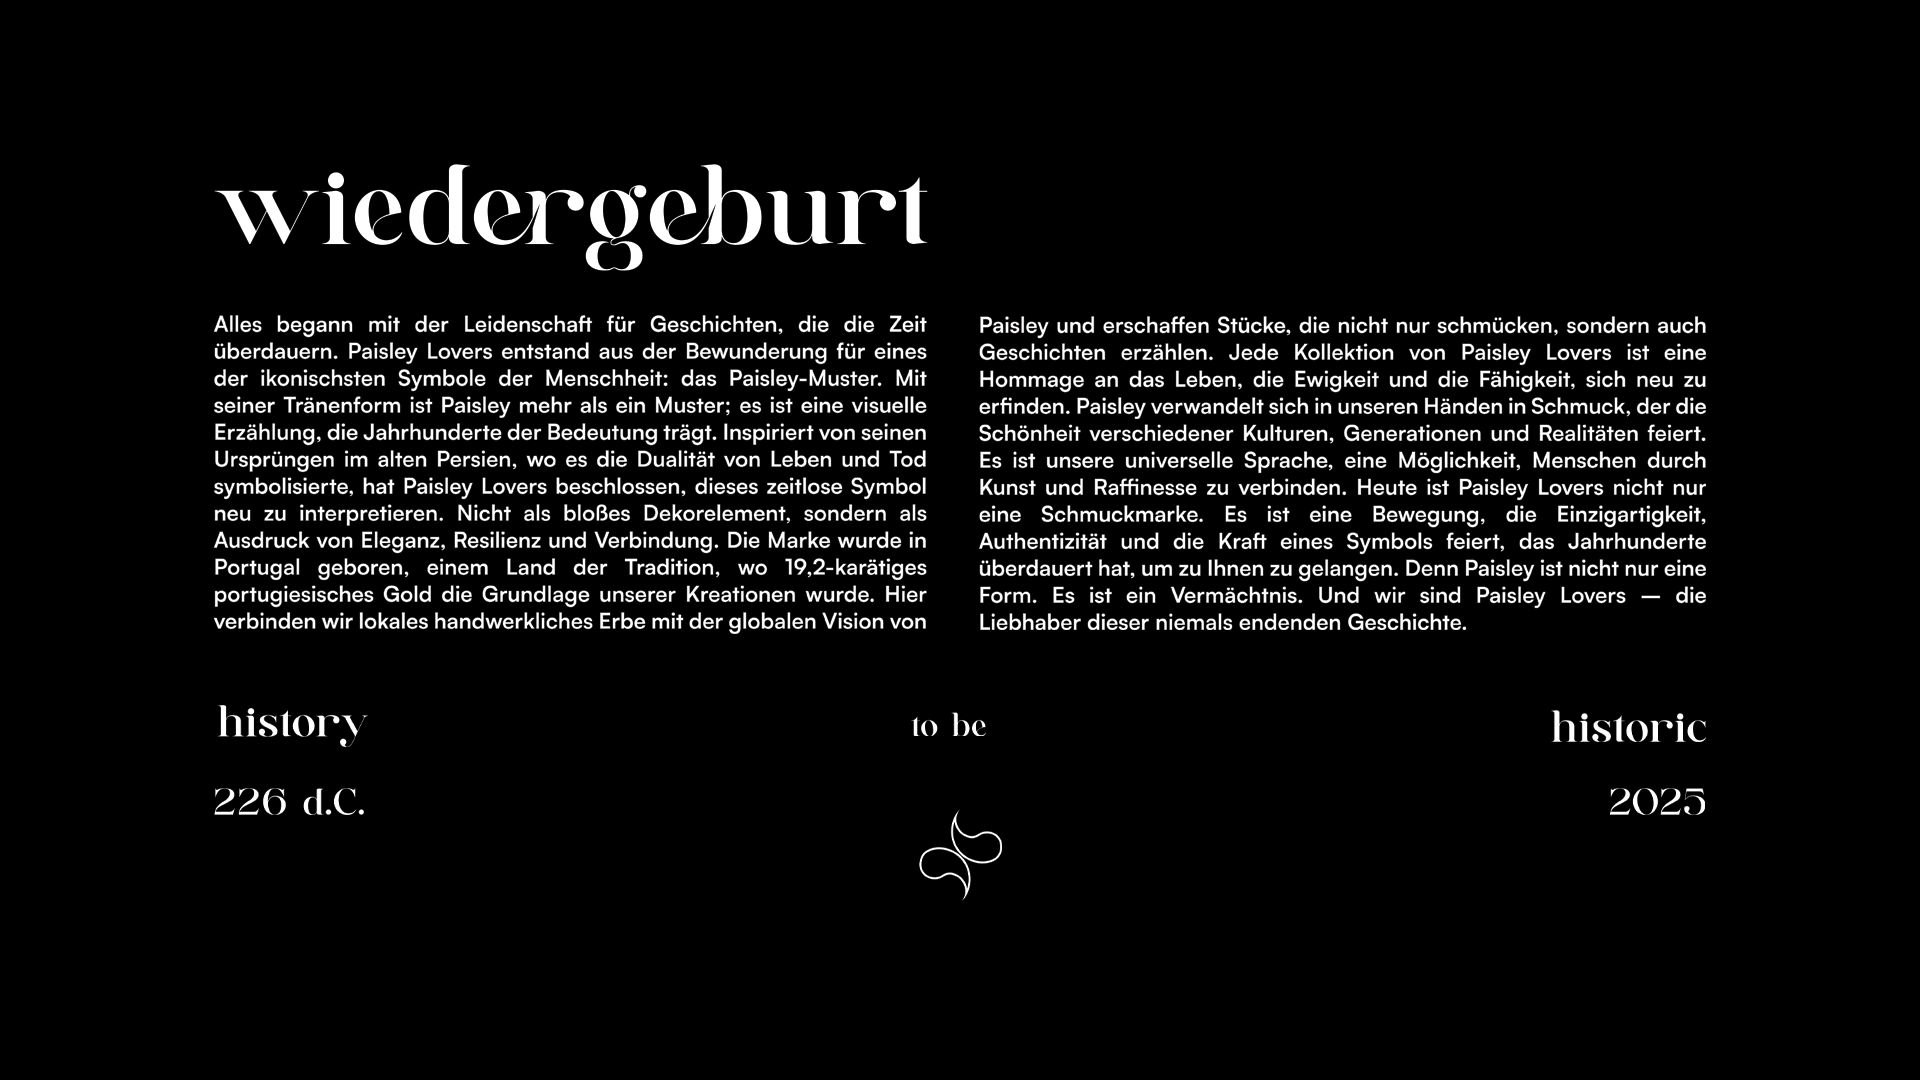 wiedergeburt
Alles begann mit der Leidenschaft für Geschichten, die die Zeit
überdauern. Paisley Lovers entstand aus der Bewunderung für eines
der ikonischsten Symbole der Menschheit: das Paisley-Muster. Mit
seiner Tränenform ist Paisley mehr als ein Muster; es ist eine visuelle
Erzählung, die Jahrhunderte der Bedeutung trägt. Inspiriert von seinen
Ursprüngen im alten Persien, wo es die Dualität von Leben und Tod
symbolisierte, hat Paisley Lovers beschlossen, dieses zeitlose Symbol
neu zu interpretieren. Nicht als bloßes Dekorelement, sondern als
Ausdruck von Eleganz, Resilienz und Verbindung. Die Marke wurde in
Portugal geboren, einem Land der Tradition, wo 19,2-karätiges
portugiesisches Gold die Grundlage unserer Kreationen wurde. Hier
verbinden wir lokales handwerkliches Erbe mit der globalen Vision von
Paisley und erschaffen Stücke, die nicht nur schmücken, sondern auch
Geschichten erzählen. Jede Kollektion von Paisley Lovers ist eine
Hommage an das Leben, die Ewigkeit und die Fähigkeit, sich neu zu
erfinden. Paisley verwandelt sich in unseren Händen in Schmuck, der die
Schönheit verschiedener Kulturen, Generationen und Realitäten feiert.
Es ist unsere universelle Sprache, eine Möglichkeit, Menschen durch
Kunst und Raffinesse zu verbinden. Heute ist Paisley Lovers nicht nur
eine Schmuckmarke. Es ist eine Bewegung, die Einzigartigkeit,
Authentizität und die Kraft eines Symbols feiert, das Jahrhunderte
überdauert hat, um zu Ihnen zu gelangen. Denn Paisley ist nicht nur eine
Form. Es ist ein Vermächtnis. Und wir sind Paisley Lovers — die
Liebhaber dieser niemals endenden Geschichte.
history to be historic
226 d.C. 2025